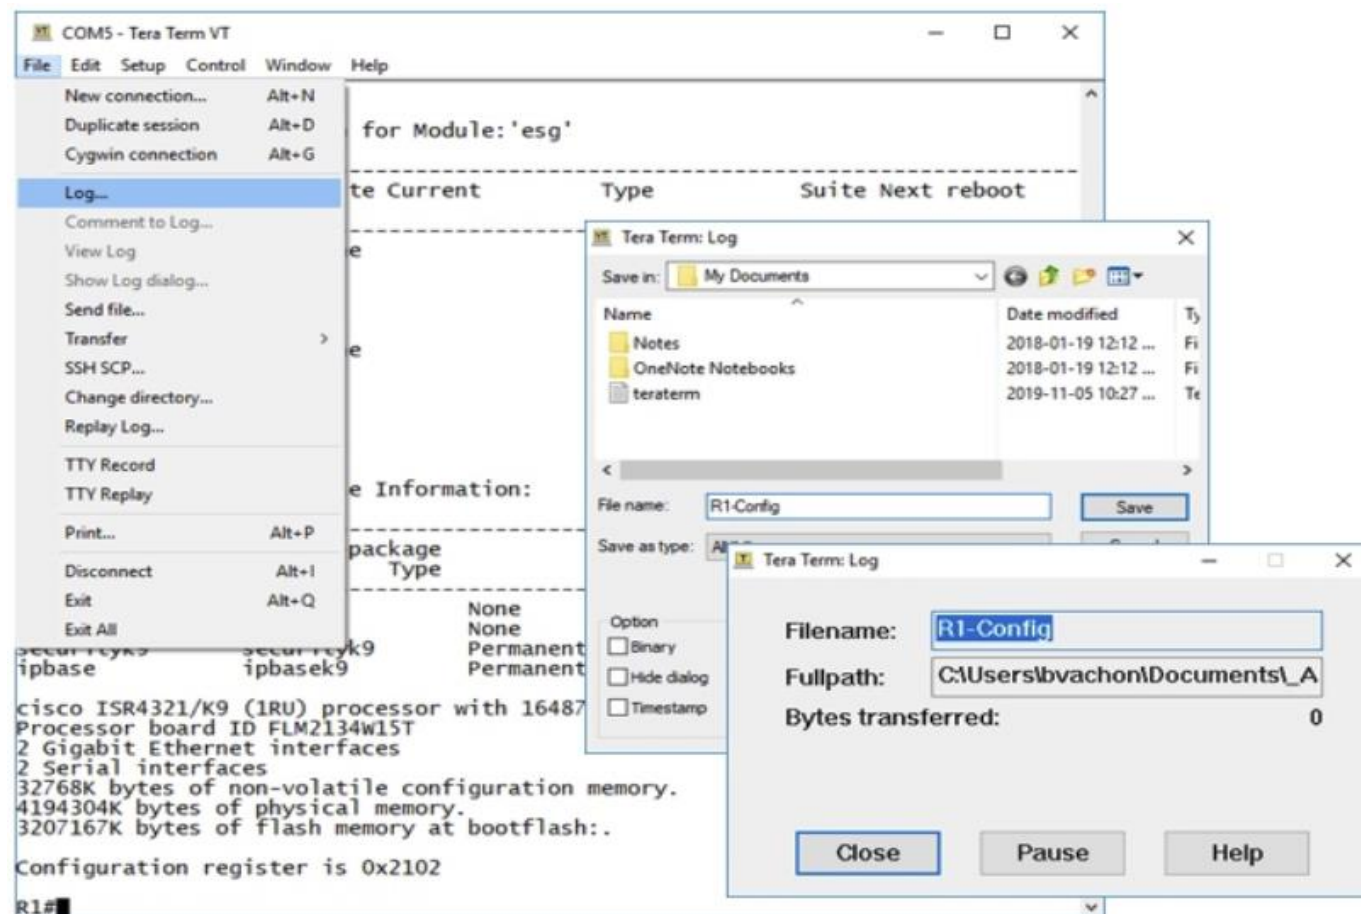 COM5 - Tera Term VT
File Edit Setup Control Window Help
New connection... Alt+N
Duplicate session Alt+D
Cygwin connection Alt+G
Log...
Comment to Log...
View Log
Show Log dialog...
Send file...
Transfer >
SSH SCP...
Change directory...
Replay Log...
TTY Record
TTY Replay
Print... Alt+P
Disconnect Alt+I
Exit Alt+Q
Exit All
for Module:'esg'
te Current Type Suite Next reboot
e
e
e Information:
package
Type
None
None
securityk9 securityk9 Permanent
ipbase ipbasek9 Permanent
cisco ISR4321/K9 (1RU) processor with 16487
Processor board ID FLM2134W15T
2 Gigabit Ethernet interfaces
2 Serial interfaces
32768K bytes of non-volatile configuration memory.
4194304K bytes of physical memory.
3207167K bytes of flash memory at bootflash:.
Configuration register is 0x2102
R1#
Tera Term: Log
Save in: My Documents
Name Date modified Ty
Notes 2018-01-19 12:12 ... Fi
OneNote Notebooks 2018-01-19 12:12 ... Fi
teraterm 2019-11-05 10:27 ... Te
File name: R1-Config Save
Save as type:
Option
Binary
Hide dialog
Timestamp
Tera Term: Log
Filename: R1-Config
Fullpath: C:\Users\bvachon\Documents\_A
Bytes transferred: 0
Close Pause Help